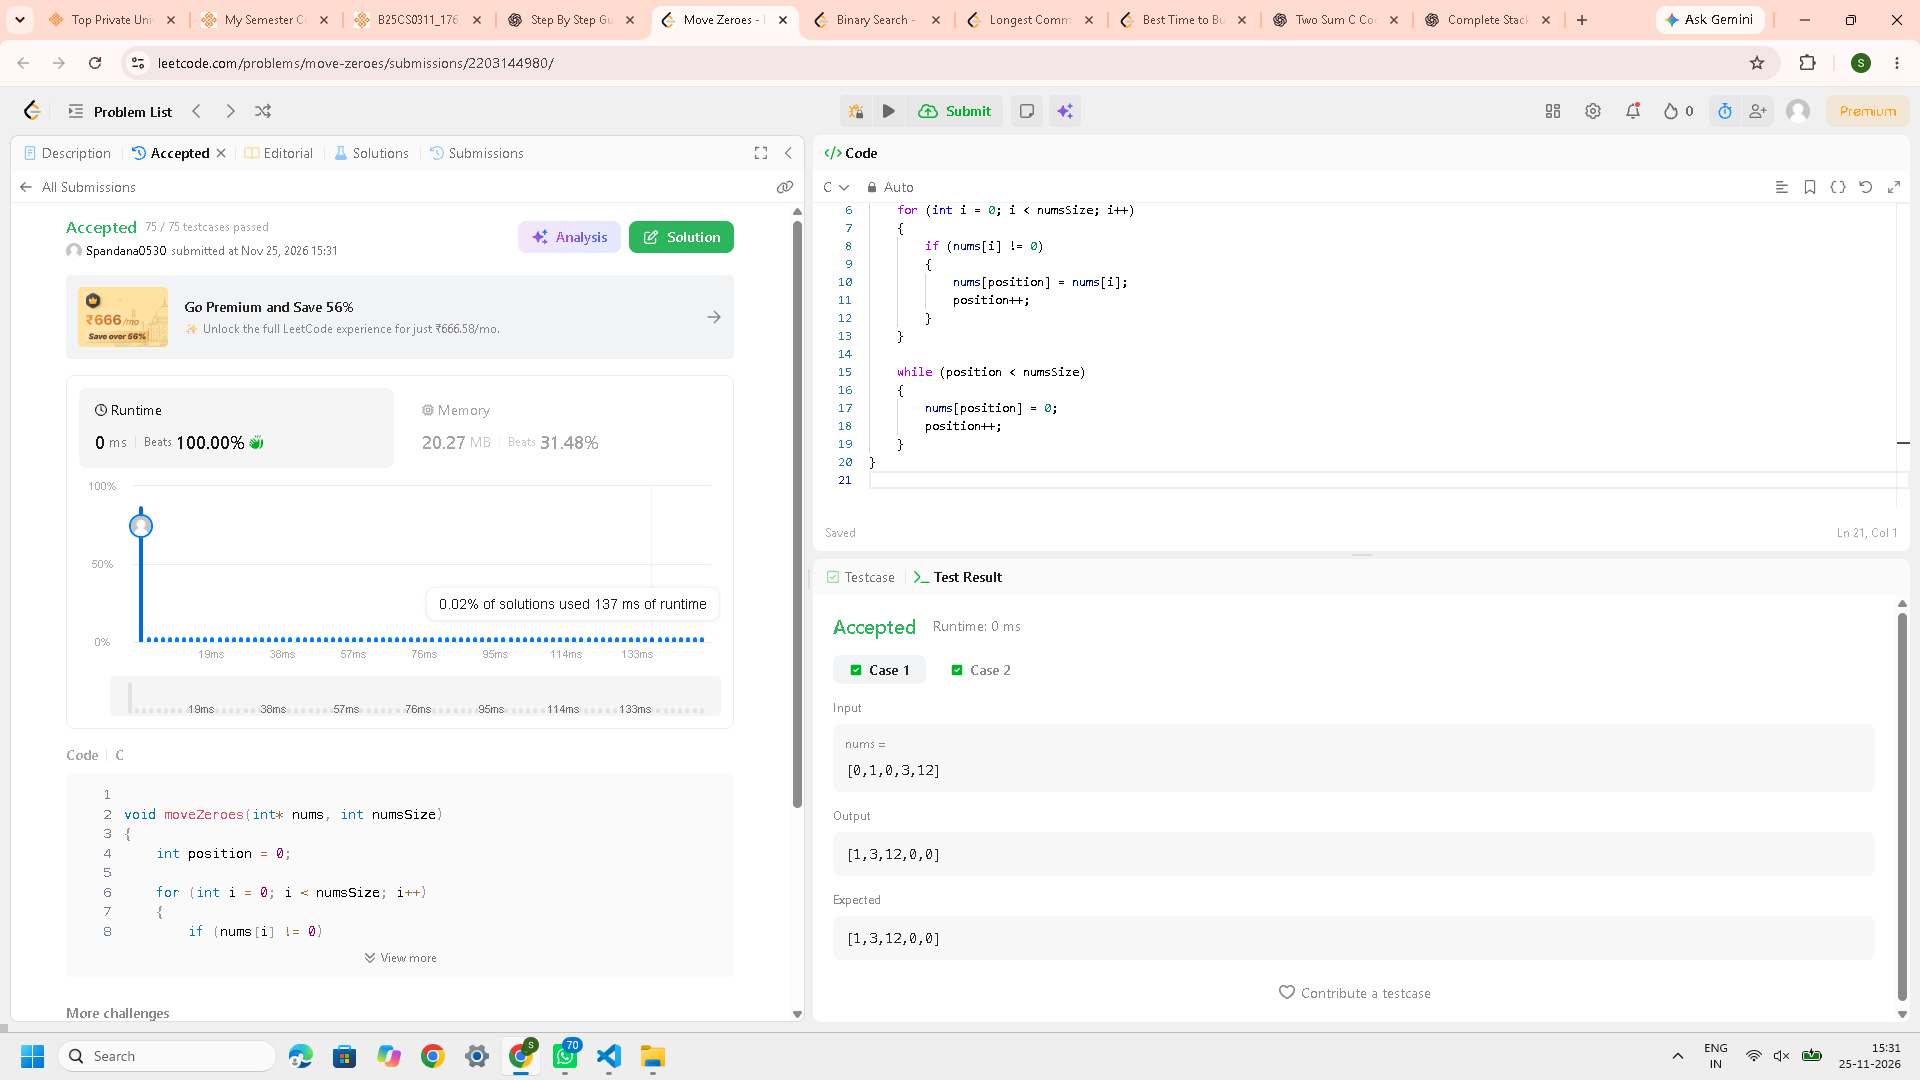 Top Private Uni
My Semester C
B25CS0311_176
Step By Step Gu
Move Zeroes - L
Binary Search -
Longest Comm
Best Time to Bu
Two Sum C Co
Complete Stack
Ask Gemini
leetcode.com/problems/move-zeroes/submissions/2203144980/
S
Problem List
Submit
0
Premium
Description
Accepted
Editorial
Solutions
Submissions
All Submissions
Accepted 75 / 75 testcases passed
Spandana0530 submitted at Nov 25, 2026 15:31
Analysis
Solution
₹666/mo
Save over 56%
Go Premium and Save 56%
✨ Unlock the full LeetCode experience for just ₹666.58/mo.
Runtime
0 ms | Beats 100.00%
Memory
20.27 MB | Beats 31.48%
100%
50%
0%
0.02% of solutions used 137 ms of runtime
19ms 38ms 57ms 76ms 95ms 114ms 133ms
19ms 38ms 57ms 76ms 95ms 114ms 133ms
Code | C
1
2 void moveZeroes(int* nums, int numsSize)
3 {
4 int position = 0;
5
6 for (int i = 0; i < numsSize; i++)
7 {
8 if (nums[i] != 0)
View more
More challenges
</> Code
C
Auto
6 for (int i = 0; i < numsSize; i++)
7 {
8 if (nums[i] != 0)
9 {
10 nums[position] = nums[i];
11 position++;
12 }
13 }
14
15 while (position < numsSize)
16 {
17 nums[position] = 0;
18 position++;
19 }
20 }
21
Saved
Ln 21, Col 1
Testcase
Test Result
Accepted Runtime: 0 ms
Case 1
Case 2
Input
nums =
[0,1,0,3,12]
Output
[1,3,12,0,0]
Expected
[1,3,12,0,0]
Contribute a testcase
Search
S
70
ENG
IN
15:31
25-11-2026